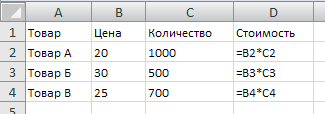 A B C D
1 Товар Цена Количество Стоимость
2 Товар А 20 1000 =B2*C2
3 Товар Б 30 500 =B3*C3
4 Товар В 25 700 =B4*C4
5